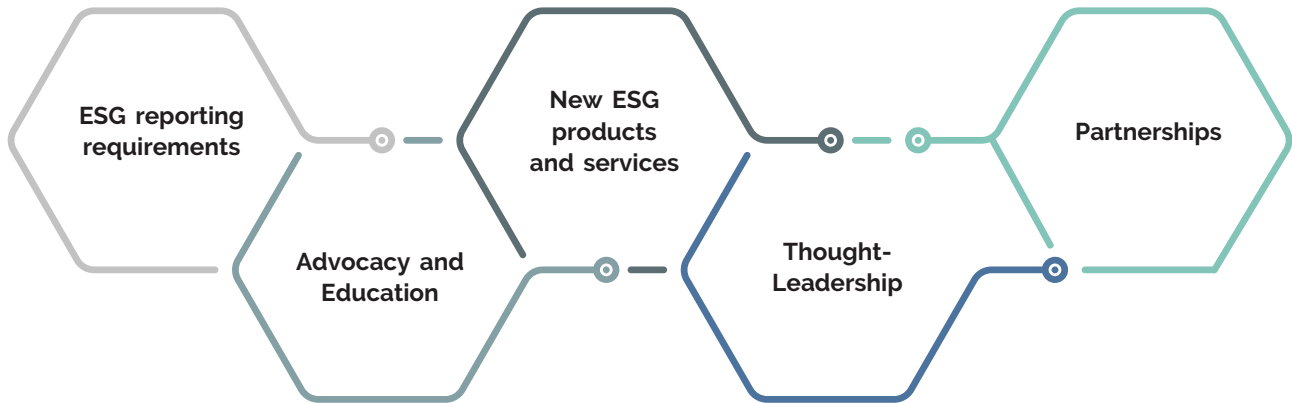 ESG reporting
requirements
Advocacy and
Education
New ESG
products
and services
Thought-
Leadership
Partnerships